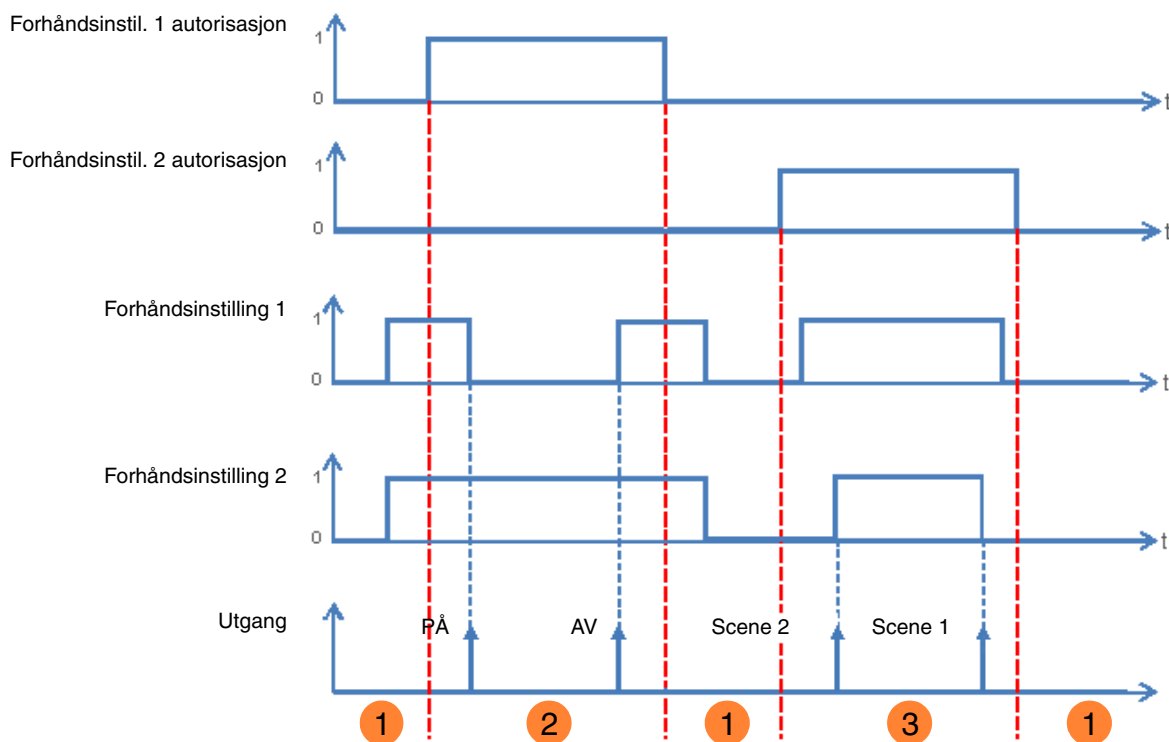 Forhåndsinstil. 1 autorisasjon
1
0
t
Forhåndsinstil. 2 autorisasjon
1
0
t
Forhåndsinstilling 1
1
0
t
Forhåndsinstilling 2
1
0
t
Utgang
PÅ AV Scene 2 Scene 1
1 2 1 3 1